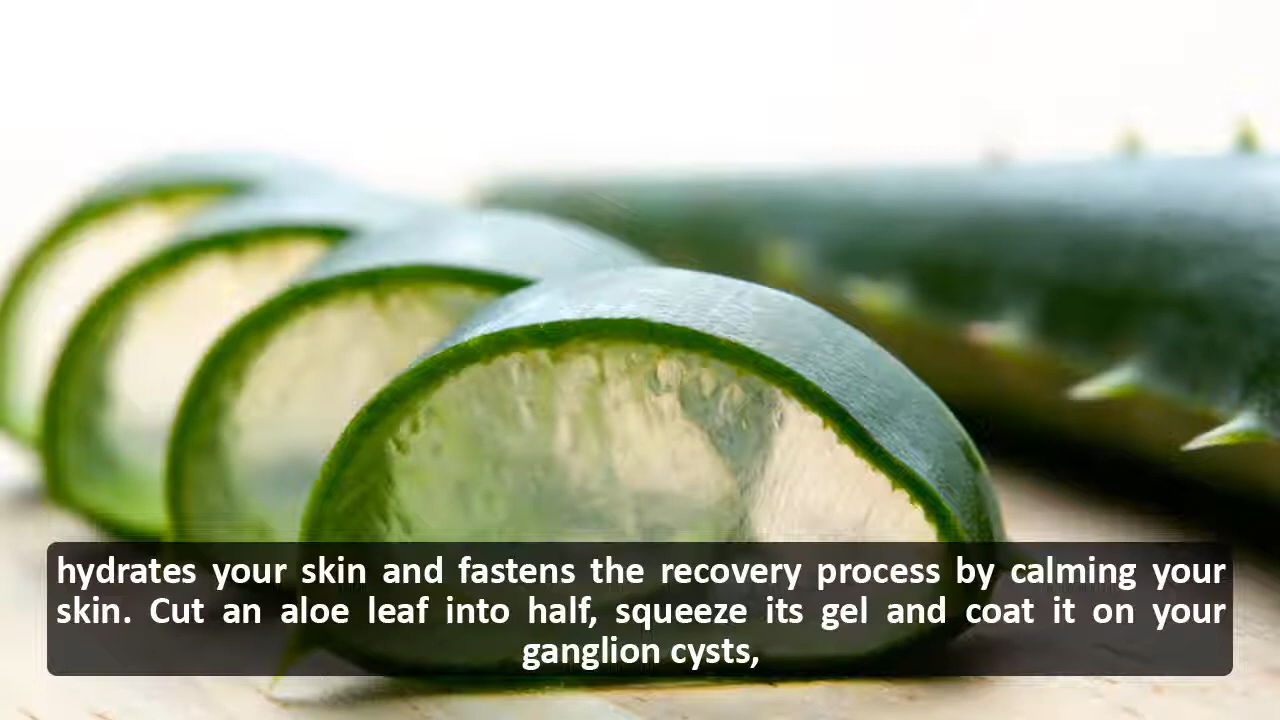 hydrates your skin and fastens the recovery process by calming your
skin. Cut an aloe leaf into half, squeeze its gel and coat it on your
ganglion cysts,